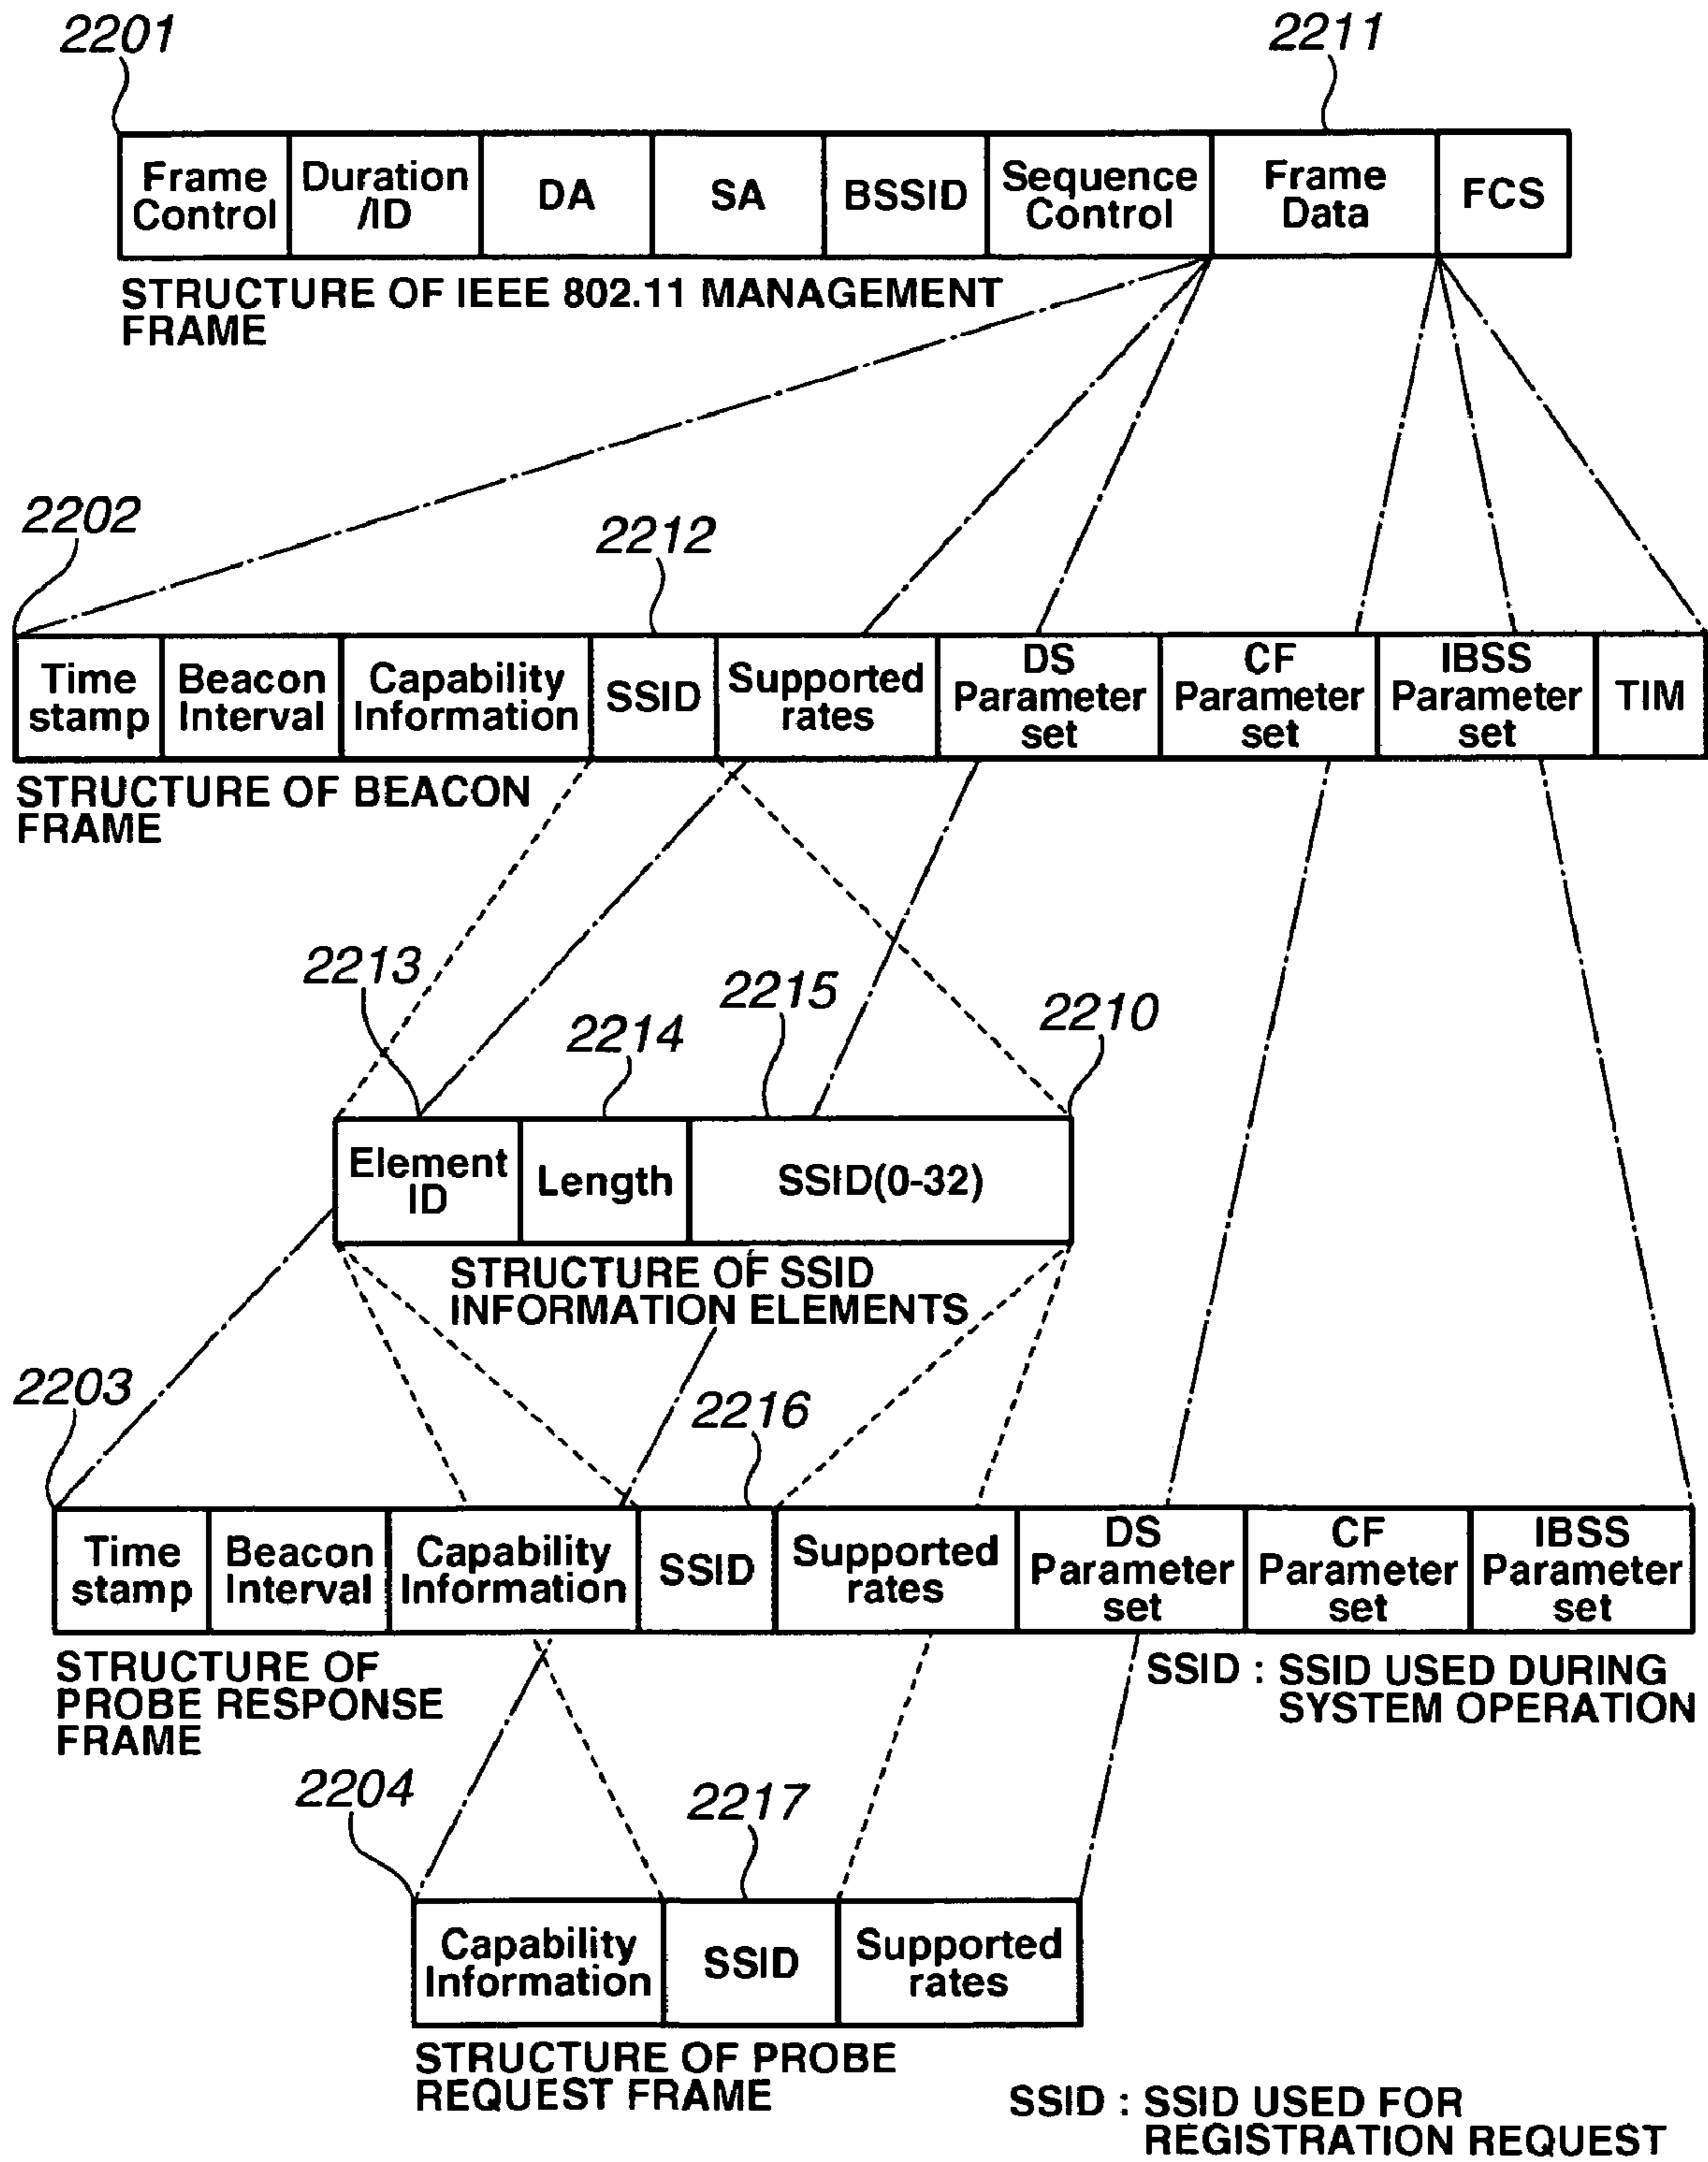 2201
2211
Frame Control
Duration /ID
DA
SA
BSSID
Sequence Control
Frame Data
FCS
STRUCTURE OF IEEE 802.11 MANAGEMENT
FRAME
2202
2212
Time stamp
Beacon Interval
Capability Information
SSID
Supported rates
DS Parameter set
CF Parameter set
IBSS Parameter set
TIM
STRUCTURE OF BEACON
FRAME
2213
2214
2215
2210
Element ID
Length
SSID(0-32)
STRUCTURE OF SSID
INFORMATION ELEMENTS
2203
2216
Time stamp
Beacon Interval
Capability Information
SSID
Supported rates
DS Parameter set
CF Parameter set
IBSS Parameter set
STRUCTURE OF
PROBE RESPONSE
FRAME
SSID : SSID USED DURING
SYSTEM OPERATION
2204
2217
Capability Information
SSID
Supported rates
STRUCTURE OF PROBE
REQUEST FRAME
SSID : SSID USED FOR
REGISTRATION REQUEST